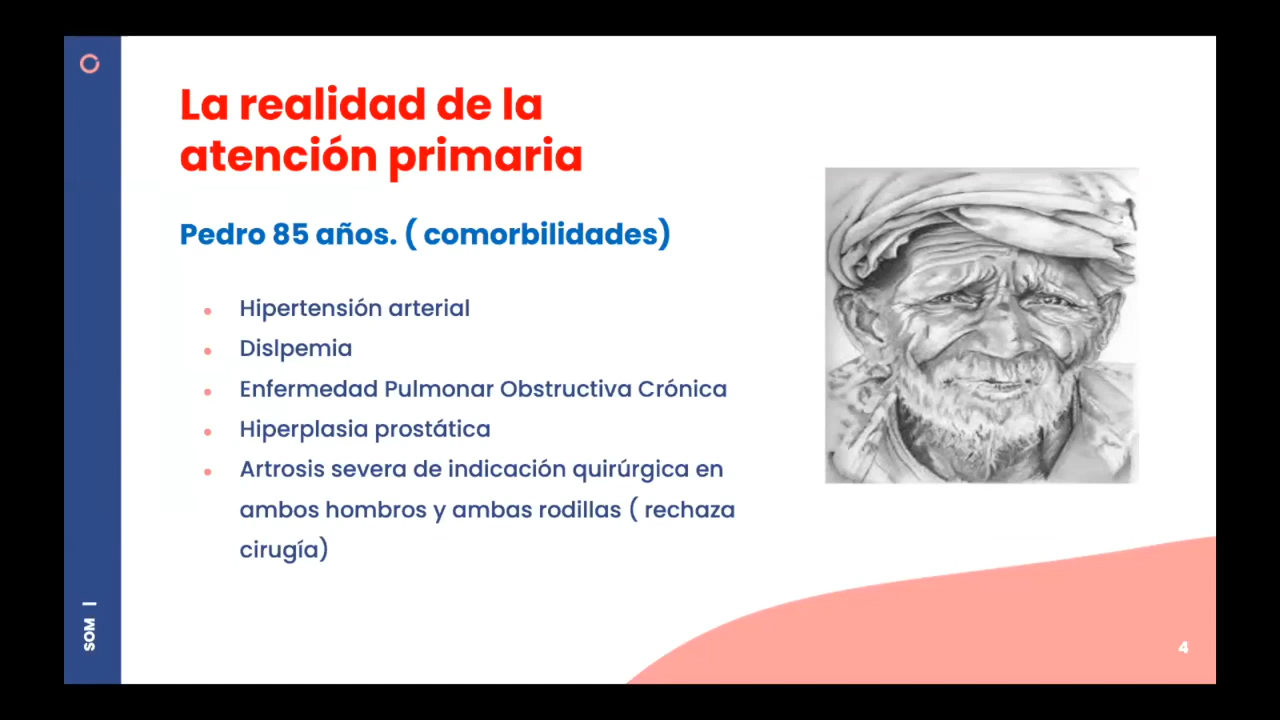 La realidad de la
atención primaria
Pedro 85 años. ( comorbilidades)
Hipertensión arterial
Dislpemia
Enfermedad Pulmonar Obstructiva Crónica
Hiperplasia prostática
Artrosis severa de indicación quirúrgica en
ambos hombros y ambas rodillas ( rechaza
cirugía)
SOM |
4